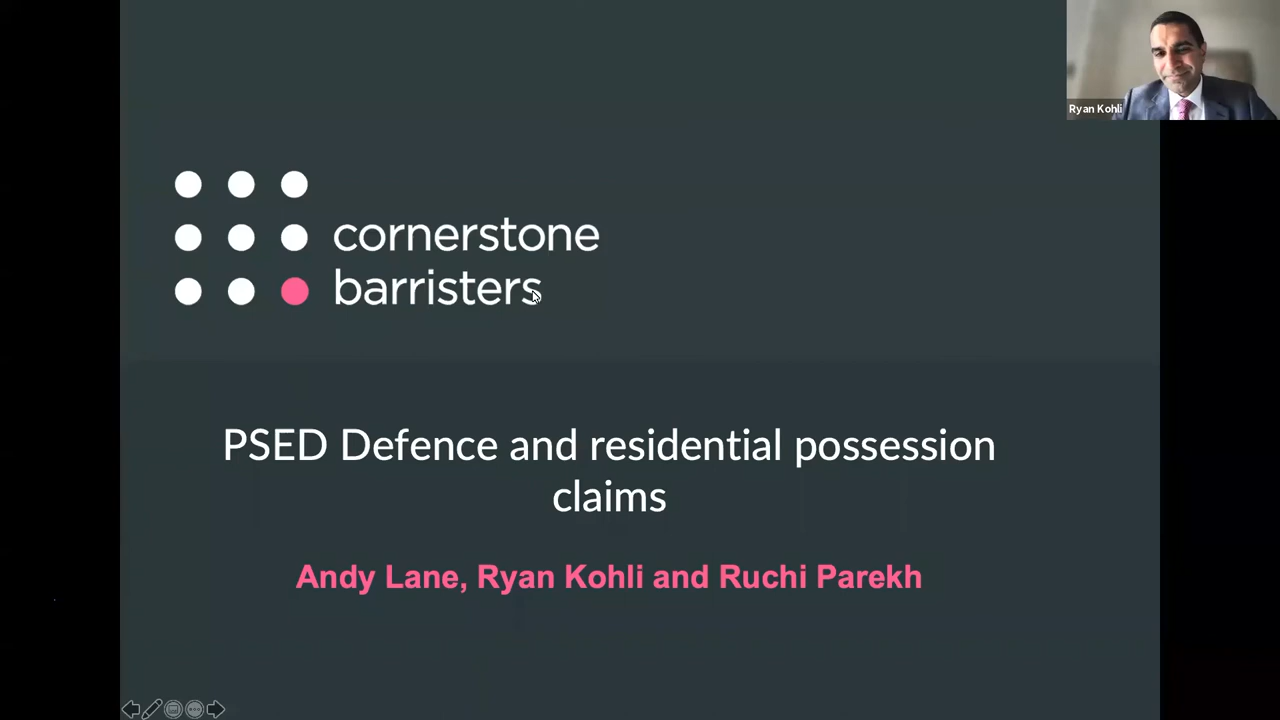 Ryan Kohli
cornerstone
barristers
PSED Defence and residential possession
claims
Andy Lane, Ryan Kohli and Ruchi Parekh